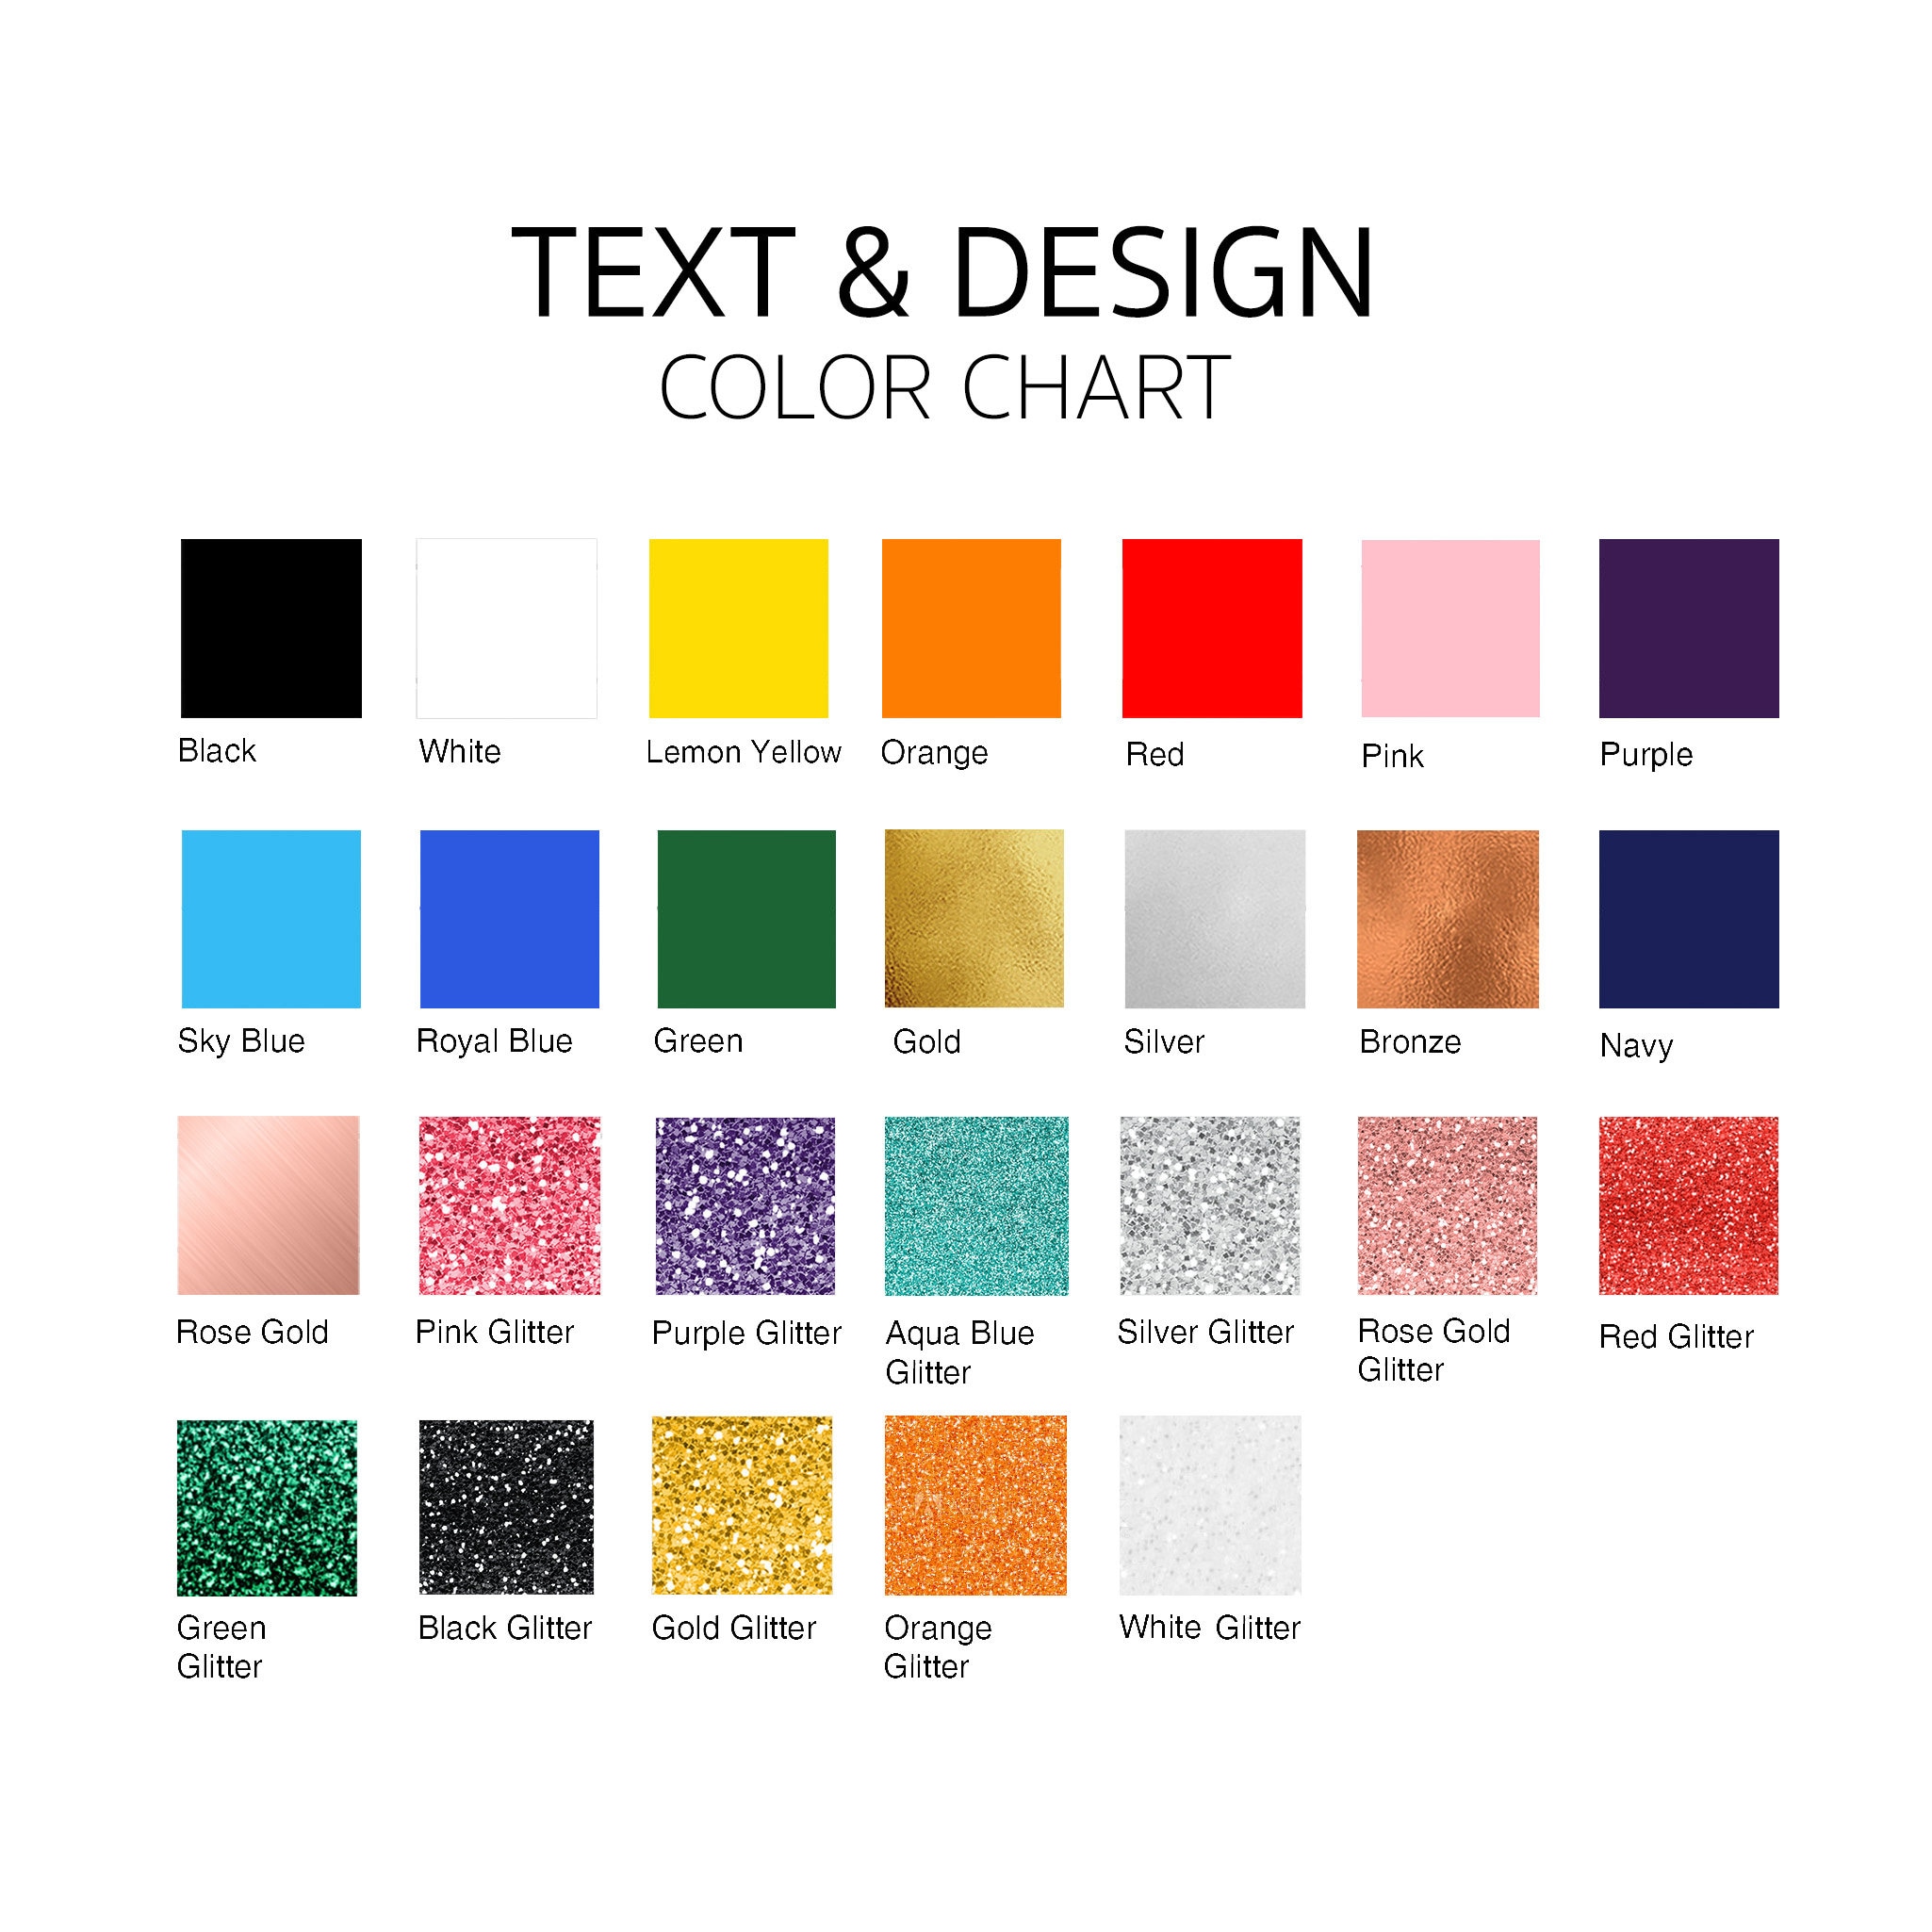 TEXT & DESIGN
COLOR CHART
Black
White
Lemon Yellow
Orange
Red
Pink
Purple
Sky Blue
Royal Blue
Green
Gold
Silver
Bronze
Navy
Rose Gold
Pink Glitter
Purple Glitter
Aqua Blue
Glitter
Silver Glitter
Rose Gold
Glitter
Red Glitter
Green
Glitter
Black Glitter
Gold Glitter
Orange
Glitter
White Glitter